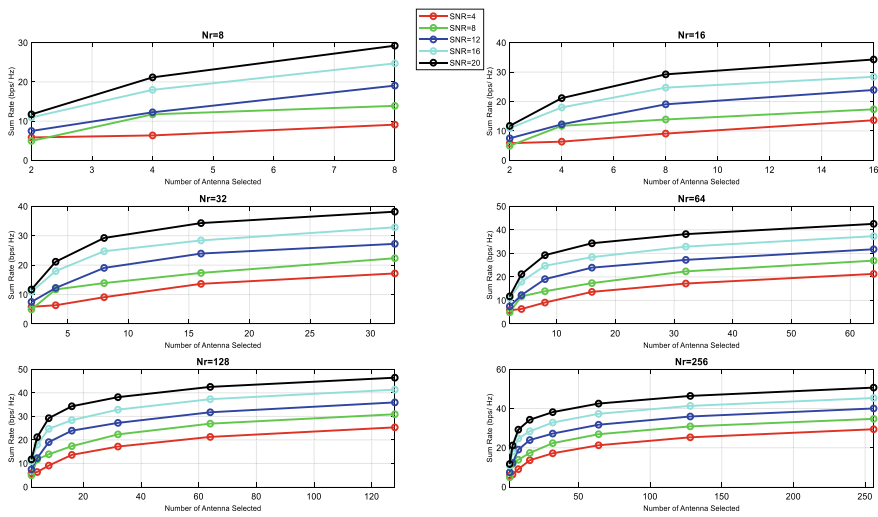 SNR=4
SNR=8
SNR=12
SNR=16
SNR=20
Nr=8
Sum Rate (bps/ Hz)
30
20
10
0
2 3 4 5 6 7 8
Number of Antenna Selected
Nr=16
Sum Rate (bps/ Hz)
40
30
20
10
0
2 4 6 8 10 12 14 16
Number of Antenna Selected
Nr=32
Sum Rate (bps/ Hz)
40
30
20
10
0
5 10 15 20 25 30
Number of Antenna Selected
Nr=64
Sum Rate (bps/ Hz)
50
40
30
20
10
0
10 20 30 40 50 60
Number of Antenna Selected
Nr=128
Sum Rate (bps/ Hz)
50
40
30
20
10
0
20 40 60 80 100 120
Number of Antenna Selected
Nr=256
Sum Rate (bps/ Hz)
60
40
20
0
50 100 150 200 250
Number of Antenna Selected